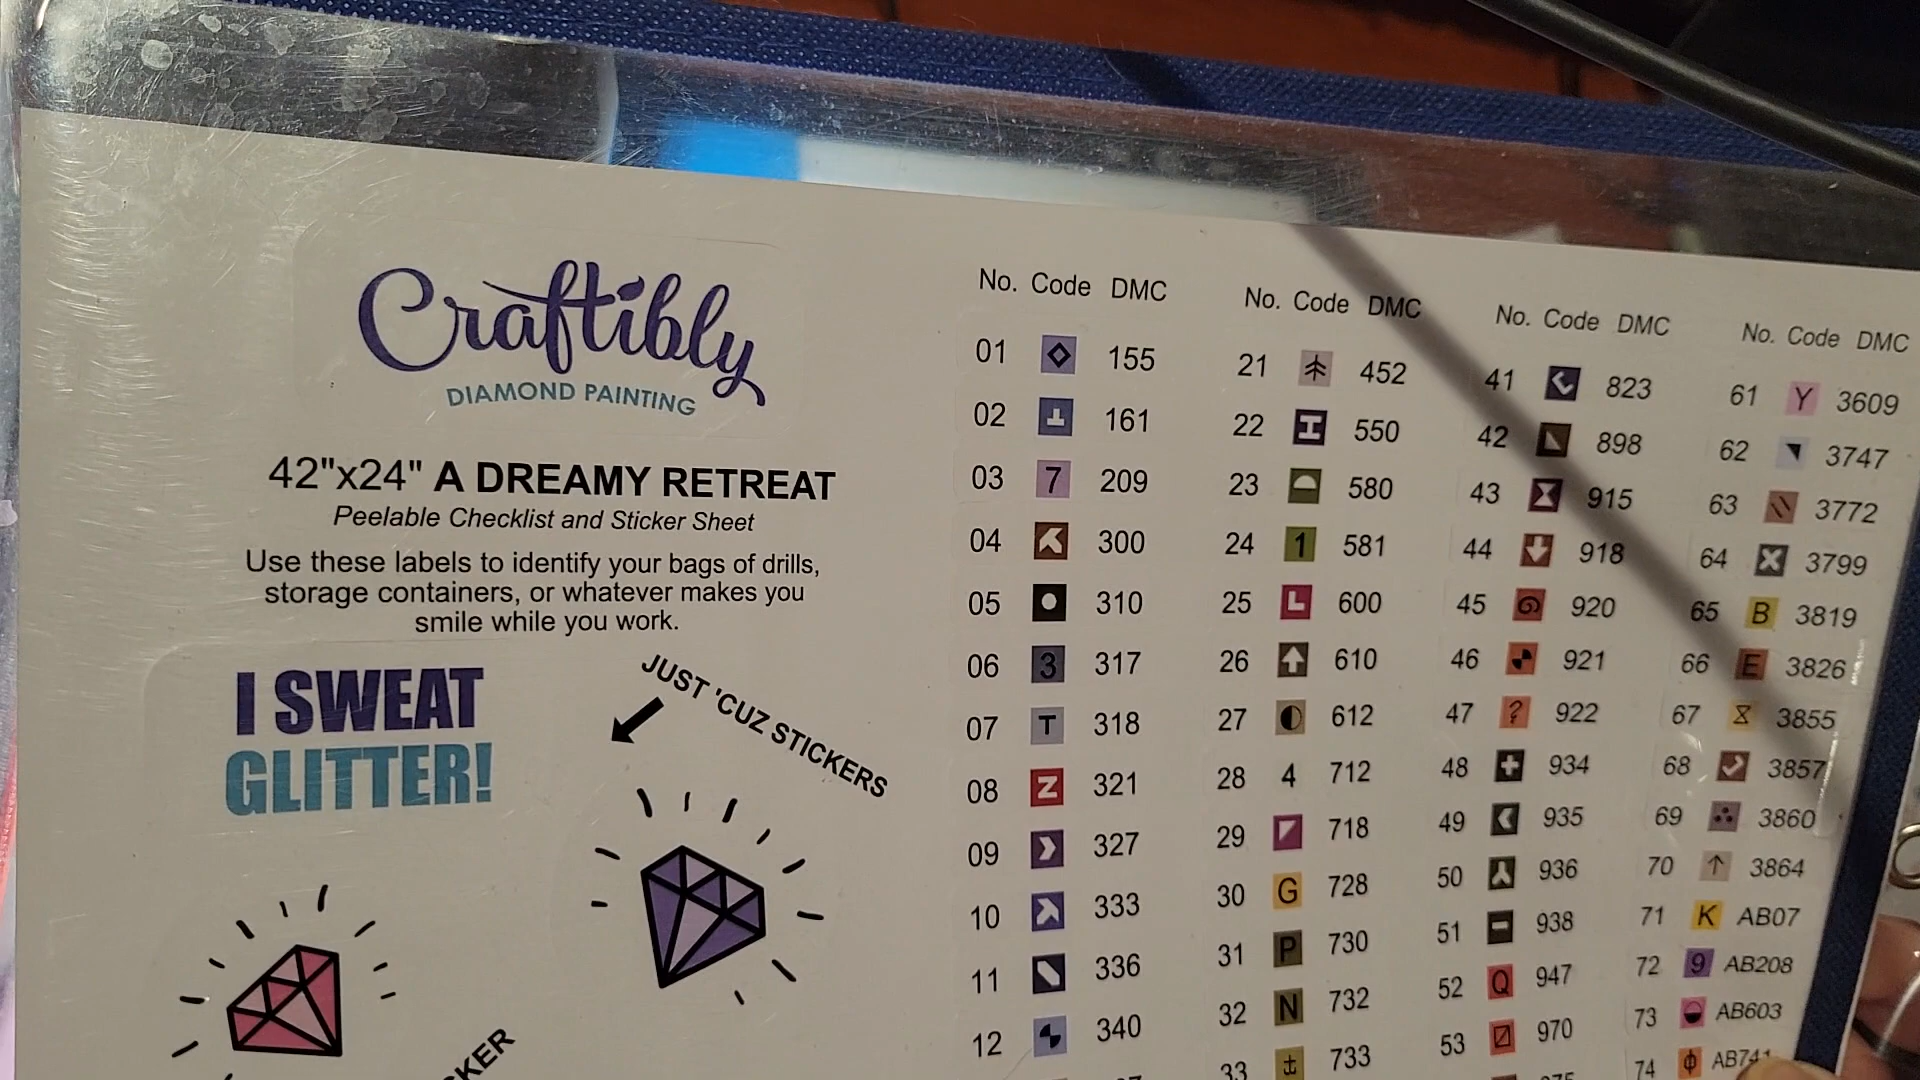 Craftibly
DIAMOND PAINTING
42"x24" A DREAMY RETREAT
Peelable Checklist and Sticker Sheet
Use these labels to identify your bags of drills,
storage containers, or whatever makes you
smile while you work.
I SWEAT
GLITTER!
JUST 'CUZ STICKERS
No. Code DMC
01 155
02 161
03 7 209
04 300
05 310
06 3 317
07 T 318
08 Z 321
09 327
10 333
11 336
12 340
No. Code DMC
21 452
22 I 550
23 580
24 1 581
25 L 600
26 610
27 612
28 4 712
29 718
30 G 728
31 P 730
32 N 732
33 733
No. Code DMC
41 823
42 898
43 915
44 918
45 920
46 921
47 ? 922
48 934
49 935
50 936
51 938
52 Q 947
53 970
No. Code DMC
61 Y 3609
62 3747
63 3772
64 3799
65 B 3819
66 E 3826
67 3855
68 3857
69 3860
70 3864
71 K AB07
72 9 AB208
73 AB603
74 AB741